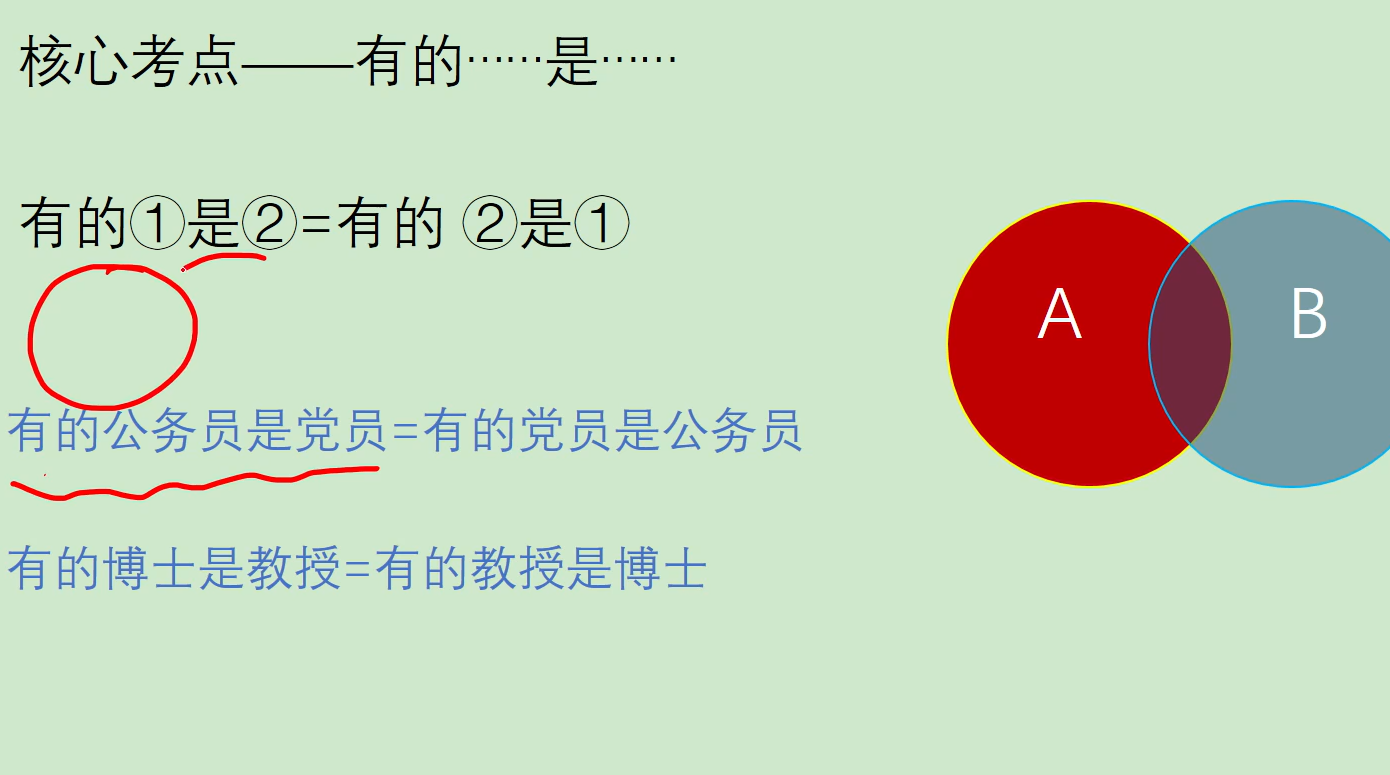 核心考点——有的……是……
有的①是②=有的 ②是①
A
B
有的公务员是党员=有的党员是公务员
有的博士是教授=有的教授是博士